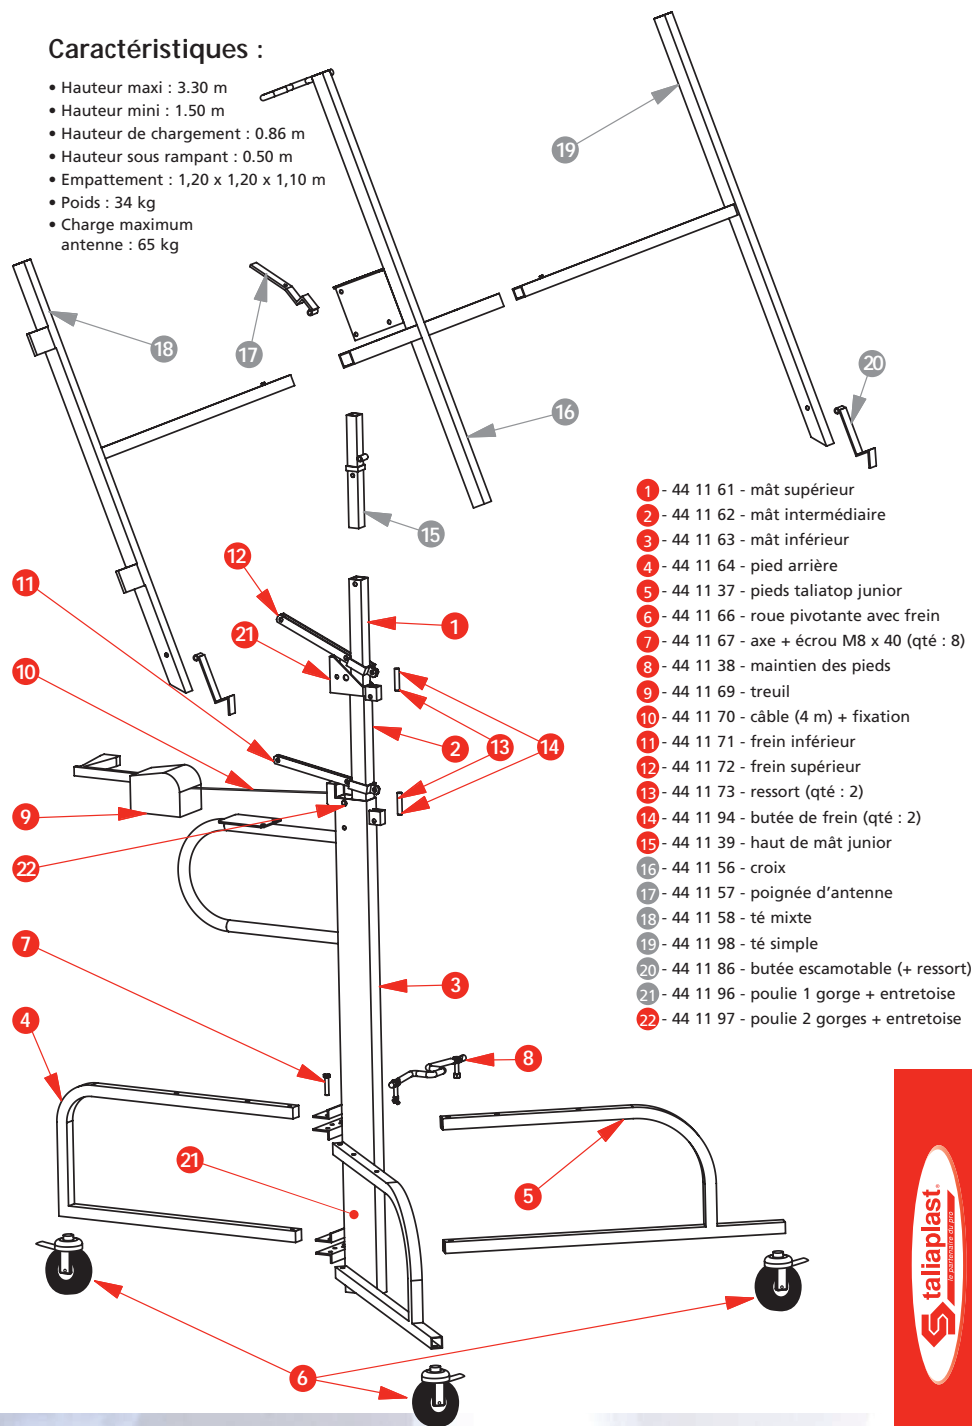 Caractéristiques :
• Hauteur maxi : 3.30 m
• Hauteur mini : 1.50 m
• Hauteur de chargement : 0.86 m
• Hauteur sous rampant : 0.50 m
• Empattement : 1,20 x 1,20 x 1,10 m
• Poids : 34 kg
• Charge maximum
antenne : 65 kg
19
18
17
20
16
15
12
11
21
1
10
2
13
14
9
22
7
3
4
8
21
5
6
1 - 44 11 61 - mât supérieur
2 - 44 11 62 - mât intermédiaire
3 - 44 11 63 - mât inférieur
4 - 44 11 64 - pied arrière
5 - 44 11 37 - pieds taliatop junior
6 - 44 11 66 - roue pivotante avec frein
7 - 44 11 67 - axe + écrou M8 x 40 (qté : 8)
8 - 44 11 38 - maintien des pieds
9 - 44 11 69 - treuil
10 - 44 11 70 - câble (4 m) + fixation
11 - 44 11 71 - frein inférieur
12 - 44 11 72 - frein supérieur
13 - 44 11 73 - ressort (qté : 2)
14 - 44 11 94 - butée de frein (qté : 2)
15 - 44 11 39 - haut de mât junior
16 - 44 11 56 - croix
17 - 44 11 57 - poignée d'antenne
18 - 44 11 58 - té mixte
19 - 44 11 98 - té simple
20 - 44 11 86 - butée escamotable (+ ressort)
21 - 44 11 96 - poulie 1 gorge + entretoise
22 - 44 11 97 - poulie 2 gorges + entretoise
taliaplast
le partenaire du pro